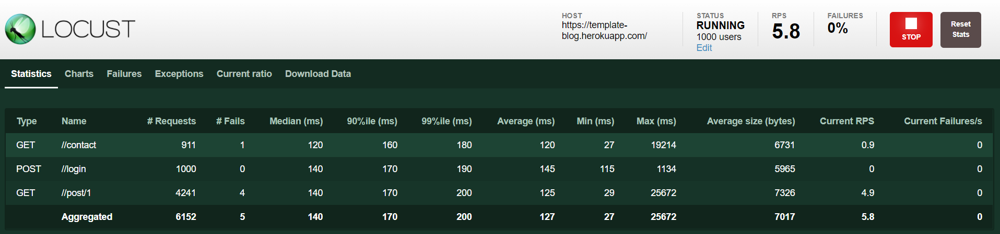 LOCUST
HOST
https://template-
blog.herokuapp.com/
STATUS
RUNNING
1000 users
Edit
RPS
5.8
FAILURES
0%
STOP
Reset
Stats
Statistics Charts Failures Exceptions Current ratio Download Data
Type Name # Requests # Fails Median (ms) 90%ile (ms) 99%ile (ms) Average (ms) Min (ms) Max (ms) Average size (bytes) Current RPS Current Failures/s
GET //contact 911 1 120 160 180 120 27 19214 6731 0.9 0
POST //login 1000 0 140 170 190 145 115 1134 5965 0 0
GET //post/1 4241 4 140 170 200 125 29 25672 7326 4.9 0
Aggregated 6152 5 140 170 200 127 27 25672 7017 5.8 0